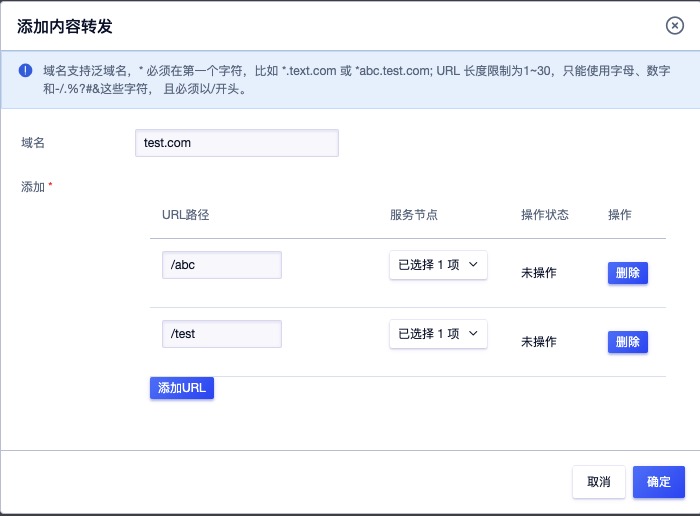 添加内容转发
域名支持泛域名，* 必须在第一个字符，比如 *.text.com 或 *abc.test.com; URL 长度限制为1~30，只能使用字母、数字
和-/.%?#&这些字符， 且必须以/开头。
域名 test.com
添加 *
URL路径 服务节点 操作状态 操作
/abc 已选择 1 项 未操作 删除
/test 已选择 1 项 未操作 删除
添加URL
取消 确定